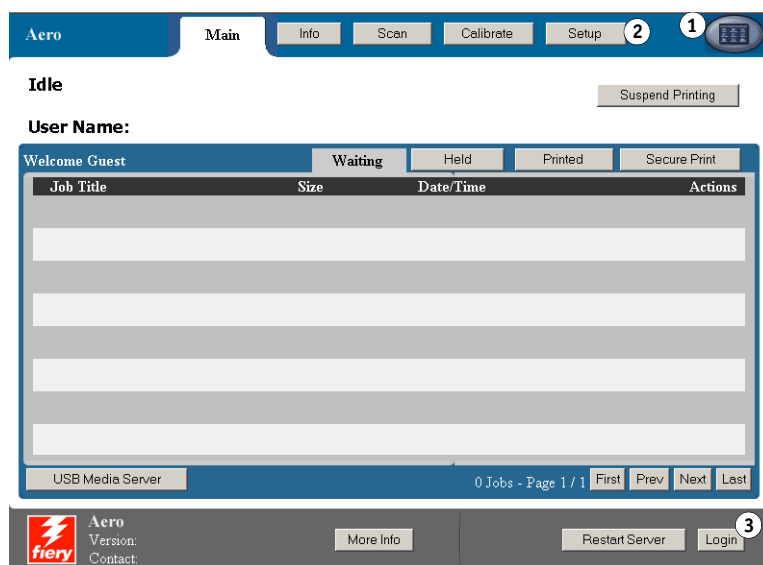 Aero Main Info Scan Calibrate Setup 2 1
Idle
Suspend Printing
User Name:
Welcome Guest Waiting Held Printed Secure Print
Job Title Size Date/Time Actions
USB Media Server 0 Jobs - Page 1 / 1 First Prev Next Last
fiery
Aero
Version:
Contact:
More Info
Restart Server Login 3